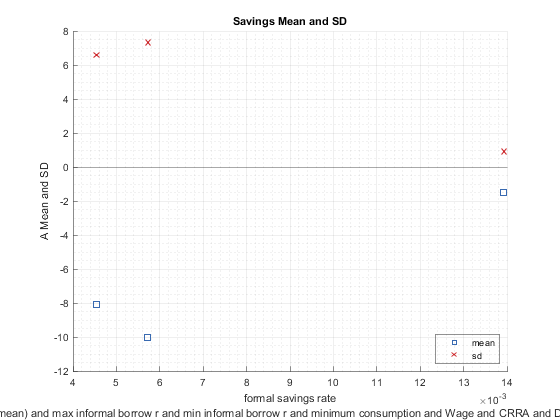 Savings Mean and SD
8
6
4
2
0
-2
-4
-6
-8
-10
-12
A Mean and SD
mean
sd
4 5 6 7 8 9 10 11 12 13 14
formal savings rate
×10⁻³
mean) and max informal borrow r and min informal borrow r and minimum consumption and Wage and CRRA and